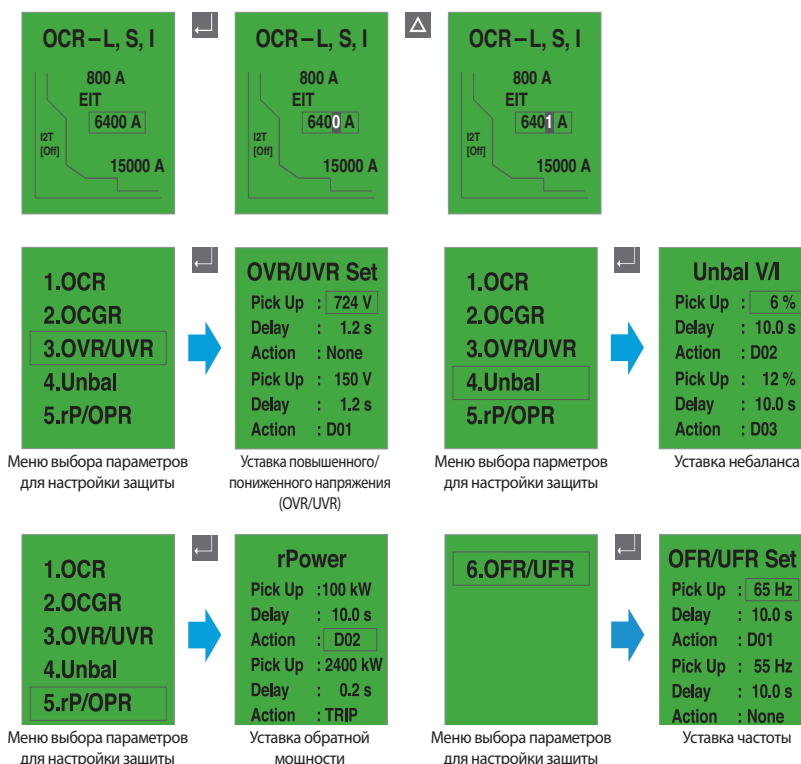 OCR – L, S, I
800 A
EIT
6400 A
I2T
[Off]
15000 A
OCR – L, S, I
800 A
EIT
6400 A
I2T
[Off]
15000 A
OCR – L, S, I
800 A
EIT
6401 A
I2T
[Off]
15000 A
1.OCR
2.OCGR
3.OVR/UVR
4.Unbal
5.rP/OPR
Меню выбора параметров
для настройки защиты
OVR/UVR Set
Pick Up : 724 V
Delay : 1.2 s
Action : None
Pick Up : 150 V
Delay : 1.2 s
Action : D01
Уставка повышенного/
пониженного напряжения
(OVR/UVR)
1.OCR
2.OCGR
3.OVR/UVR
4.Unbal
5.rP/OPR
Меню выбора параметров
для настройки защиты
Unbal V/I
Pick Up : 6 %
Delay : 10.0 s
Action : D02
Pick Up : 12 %
Delay : 10.0 s
Action : D03
Уставка небаланса
1.OCR
2.OCGR
3.OVR/UVR
4.Unbal
5.rP/OPR
Меню выбора параметров
для настройки защиты
rPower
Pick Up :100 kW
Delay : 10.0 s
Action : D02
Pick Up : 2400 kW
Delay : 0.2 s
Action : TRIP
Уставка обратной
мощности
6.OFR/UFR
Меню выбора параметров
для настройки защиты
OFR/UFR Set
Pick Up : 65 Hz
Delay : 10.0 s
Action : D01
Pick Up : 55 Hz
Delay : 10.0 s
Action : None
Уставка частоты